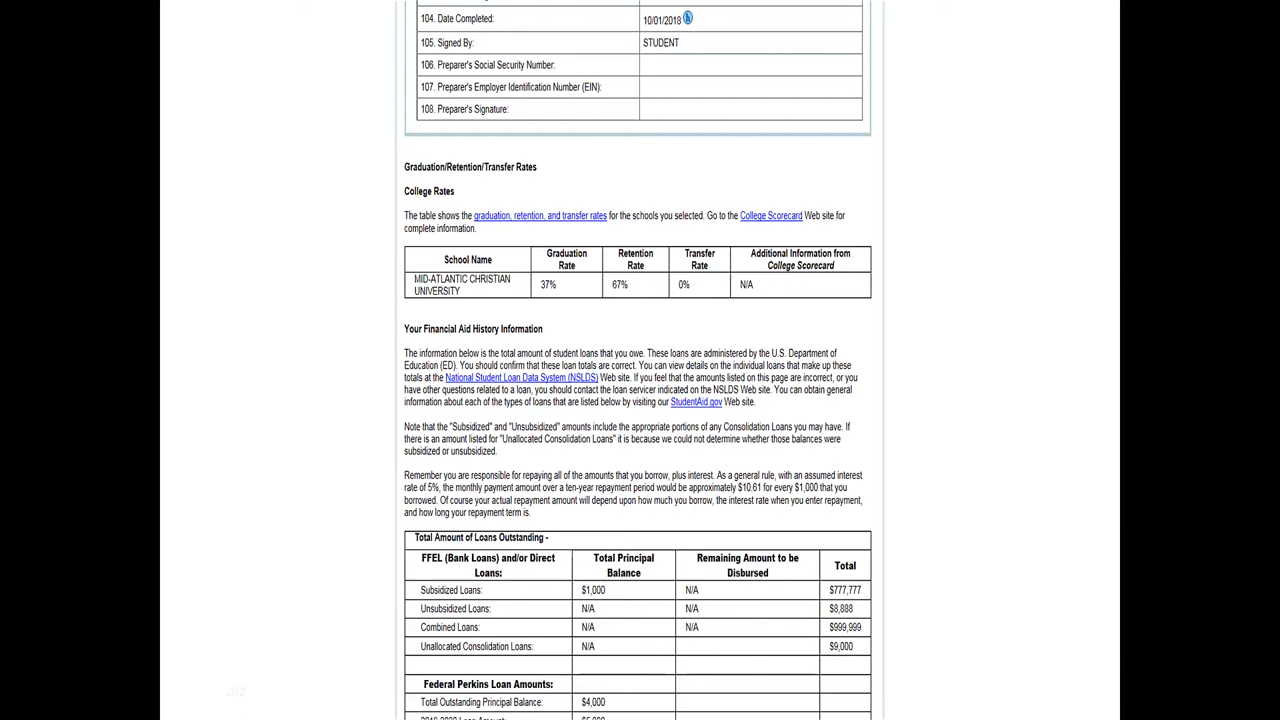 104. Date Completed: 10/01/2018
105. Signed By: STUDENT
106. Preparer's Social Security Number:
107. Preparer's Employer Identification Number (EIN):
108. Preparer's Signature:
Graduation/Retention/Transfer Rates
College Rates
The table shows the graduation, retention, and transfer rates for the schools you selected. Go to the College Scorecard Web site for
complete information.
School Name Graduation Rate Retention Rate Transfer Rate Additional Information from College Scorecard
MID-ATLANTIC CHRISTIAN UNIVERSITY 37% 67% 0% N/A
Your Financial Aid History Information
The information below is the total amount of student loans that you owe. These loans are administered by the U.S. Department of
Education (ED). You should confirm that these loan totals are correct. You can view details on the individual loans that make up these
totals at the National Student Loan Data System (NSLDS) Web site. If you feel that the amounts listed on this page are incorrect, or you
have other questions related to a loan, you should contact the loan servicer indicated on the NSLDS Web site. You can obtain general
information about each of the types of loans that are listed below by visiting our StudentAid.gov Web site.
Note that the "Subsidized" and "Unsubsidized" amounts include the appropriate portions of any Consolidation Loans you may have. If
there is an amount listed for "Unallocated Consolidation Loans" it is because we could not determine whether those balances were
subsidized or unsubsidized.
Remember you are responsible for repaying all of the amounts that you borrow, plus interest. As a general rule, with an assumed interest
rate of 5%, the monthly payment amount over a ten-year repayment period would be approximately $10.61 for every $1,000 that you
borrowed. Of course your actual repayment amount will depend upon how much you borrow, the interest rate when you enter repayment,
and how long your repayment term is.
Total Amount of Loans Outstanding -
FFEL (Bank Loans) and/or Direct Loans: Total Principal Balance Remaining Amount to be Disbursed Total
Subsidized Loans: $1,000 N/A $777,777
Unsubsidized Loans: N/A N/A $8,888
Combined Loans: N/A N/A $999,999
Unallocated Consolidation Loans: N/A $9,000
Federal Perkins Loan Amounts:
Total Outstanding Principal Balance: $4,000
102